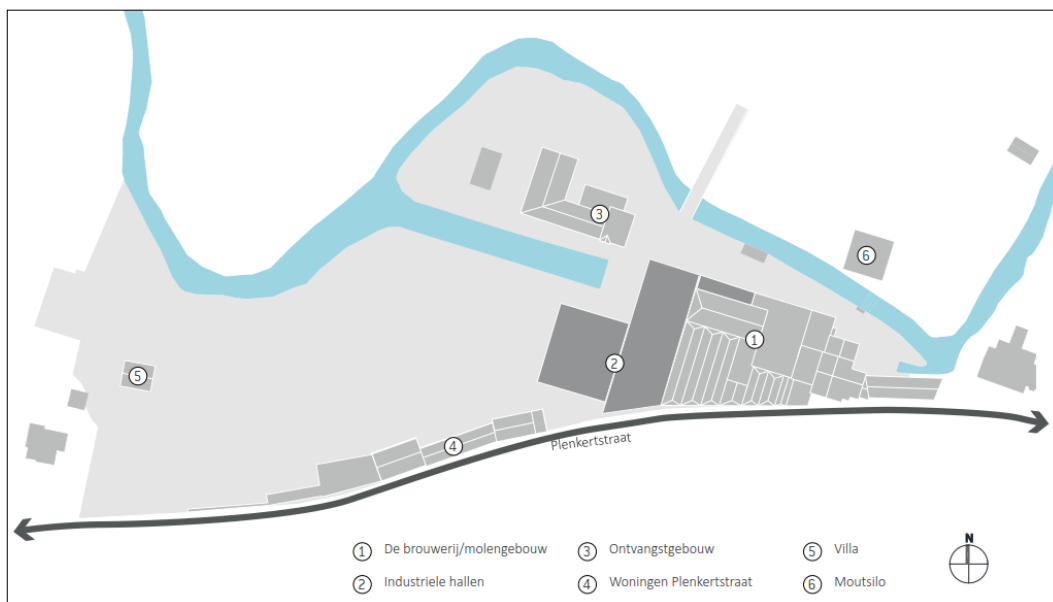 3
6
1
2
5
4
Plenkertstraat
1 De brouwerij/molengebouw
2 Industriele hallen
3 Ontvangstgebouw
4 Woningen Plenkertstraat
5 Villa
6 Moutsilo
N